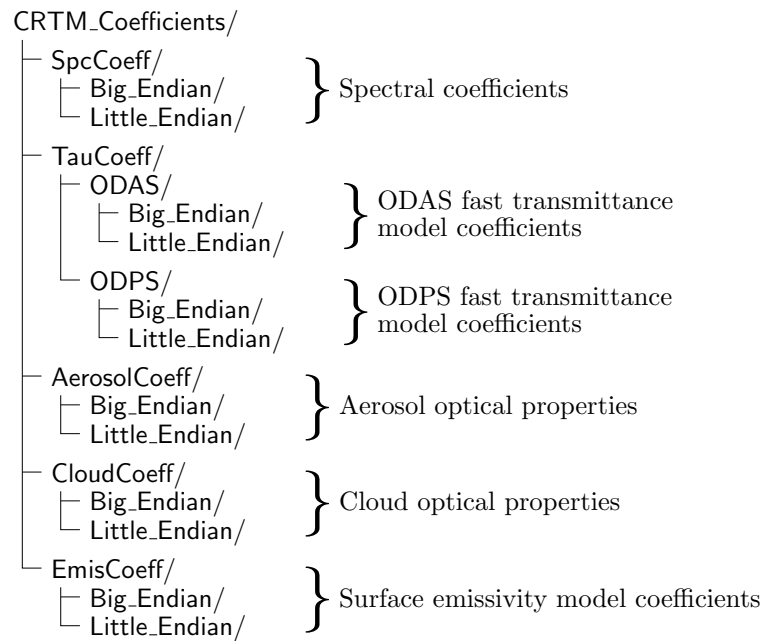 CRTM_Coefficients/
SpcCoeff/
Big_Endian/
Little_Endian/
Spectral coefficients
TauCoeff/
ODAS/
Big_Endian/
Little_Endian/
ODAS fast transmittance
model coefficients
ODPS/
Big_Endian/
Little_Endian/
ODPS fast transmittance
model coefficients
AerosolCoeff/
Big_Endian/
Little_Endian/
Aerosol optical properties
CloudCoeff/
Big_Endian/
Little_Endian/
Cloud optical properties
EmisCoeff/
Big_Endian/
Little_Endian/
Surface emissivity model coefficients